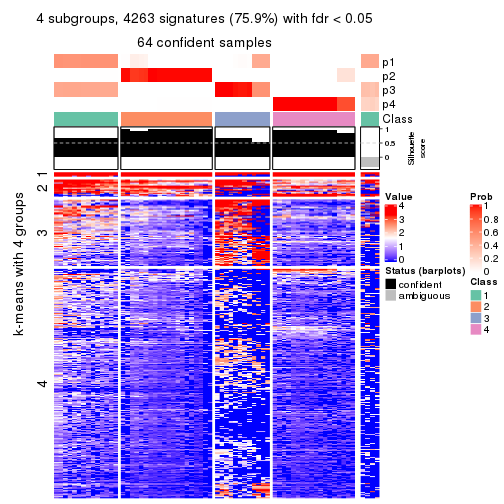 4 subgroups, 4263 signatures (75.9%) with fdr < 0.05
64 confident samples
p1
p2
p3
p4
Class
1
0.5
0
Silhouette
score
k-means with 4 groups
1
2
3
4
Value
4
3
2
1
0
Status (barplots)
confident
ambiguous
Prob
1
0.8
0.6
0.4
0.2
0
Class
1
2
3
4